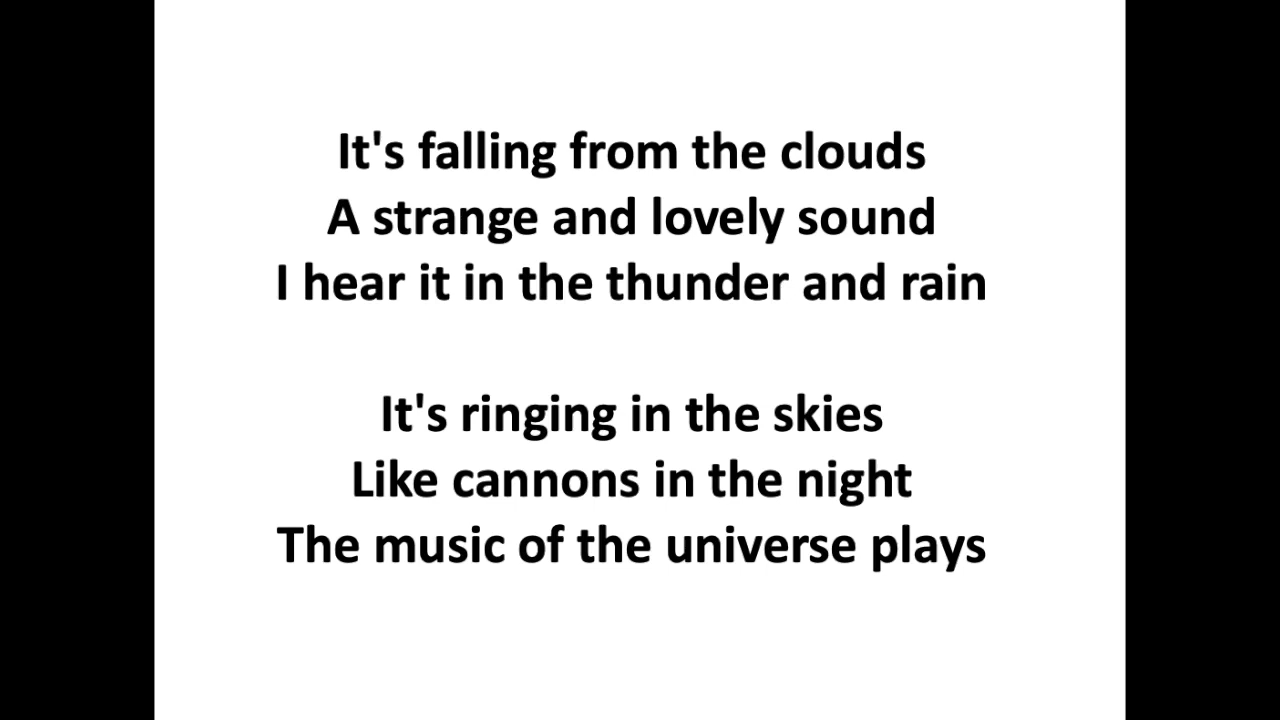 It's falling from the clouds
A strange and lovely sound
I hear it in the thunder and rain
It's ringing in the skies
Like cannons in the night
The music of the universe plays